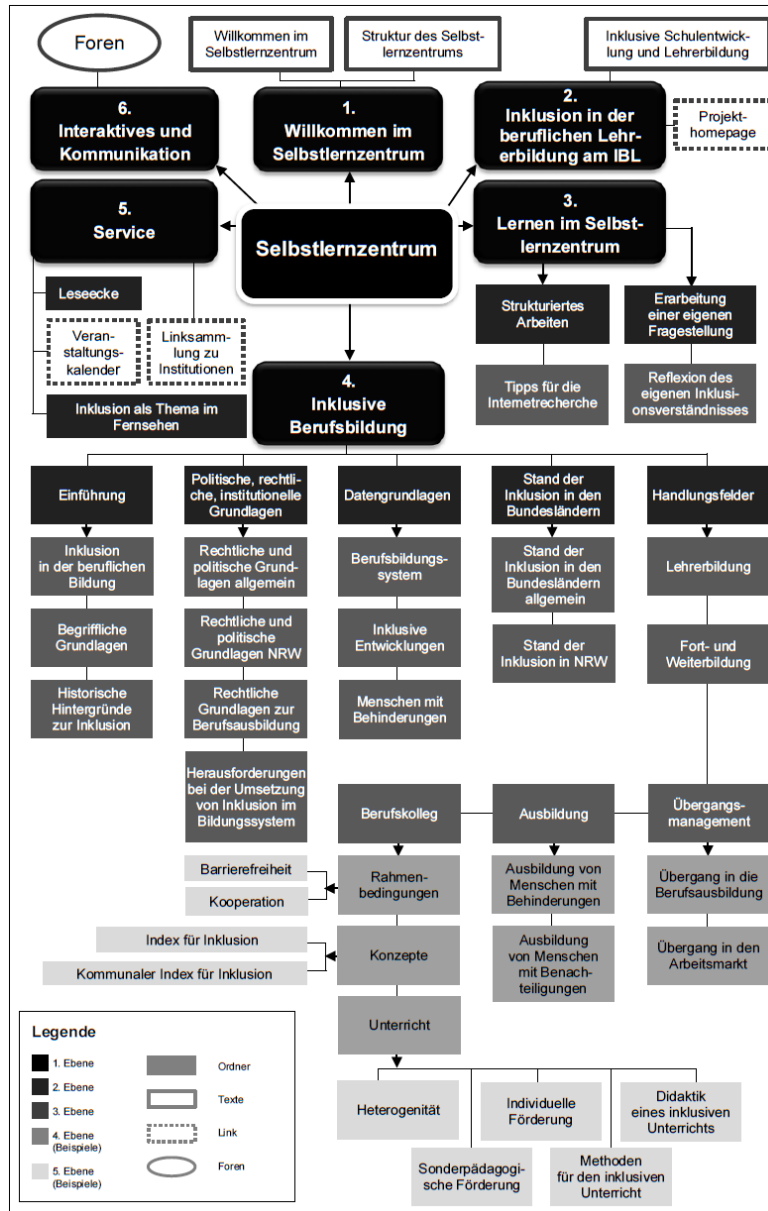 Foren
Willkommen im
Selbstlernzentrum
Struktur des Selbst-
lernzentrums
Inklusive Schulentwick-
lung und Lehrerbildung
6.
Interaktives und
Kommunikation
1.
Willkommen im
Selbstlernzentrum
2.
Inklusion in der
beruflichen Lehr-
erbildung am IBL
Projekt-
homepage
5.
Service
Selbstlernzentrum
3.
Lernen im Selbst-
lernzentrum
Leseecke
Veran-
staltungs-
kalender
Linksamm-
lung zu
Institutionen
Inklusion als Thema im
Fernsehen
Strukturiertes
Arbeiten
Erarbeitung
einer eigenen
Fragestellung
Tipps für die
Internetrecherche
Reflexion des
eigenen Inklusi-
onsverständnisses
4.
Inklusive
Berufsbildung
Einführung
Politische, rechtli-
che, institutionelle
Grundlagen
Datengrundlagen
Stand der
Inklusion in den
Bundesländern
Handlungsfelder
Inklusion
in der beruflichen
Bildung
Rechtliche und
politische Grund-
lagen allgemein
Berufsbildungs-
system
Stand der
Inklusion in den
Bundesländern
allgemein
Lehrerbildung
Begriffliche
Grundlagen
Rechtliche und
politische
Grundlagen NRW
Inklusive
Entwicklungen
Stand der
Inklusion in NRW
Fort- und
Weiterbildung
Historische
Hintergründe
zur Inklusion
Rechtliche
Grundlagen zur
Berufsausbildung
Menschen mit
Behinderungen
Herausforderungen
bei der Umsetzung
von Inklusion im
Bildungssystem
Berufskolleg
Ausbildung
Übergangs-
management
Barrierefreiheit
Kooperation
Rahmen-
bedingungen
Ausbildung von
Menschen mit
Behinderungen
Übergang in die
Berufsausbildung
Index für Inklusion
Kommunaler Index für Inklusion
Konzepte
Ausbildung
von Menschen
mit Benach-
teiligungen
Übergang in den
Arbeitsmarkt
Unterricht
Heterogenität
Individuelle
Förderung
Didaktik
eines inklusiven
Unterrichts
Sonderpädagog-
ische Förderung
Methoden
für den inklusiven
Unterricht
Legende
1. Ebene
2. Ebene
3. Ebene
4. Ebene
(Beispiele)
5. Ebene
(Beispiele)
Ordner
Texte
Link
Foren